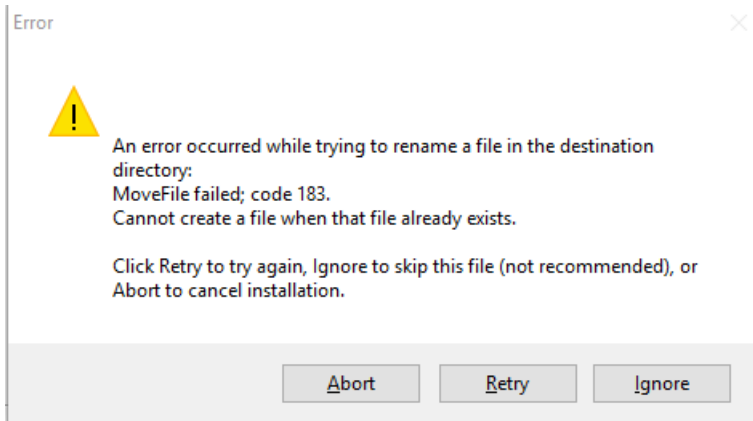 Error
An error occurred while trying to rename a file in the destination
directory:
MoveFile failed; code 183.
Cannot create a file when that file already exists.
Click Retry to try again, Ignore to skip this file (not recommended), or
Abort to cancel installation.
Abort Retry Ignore